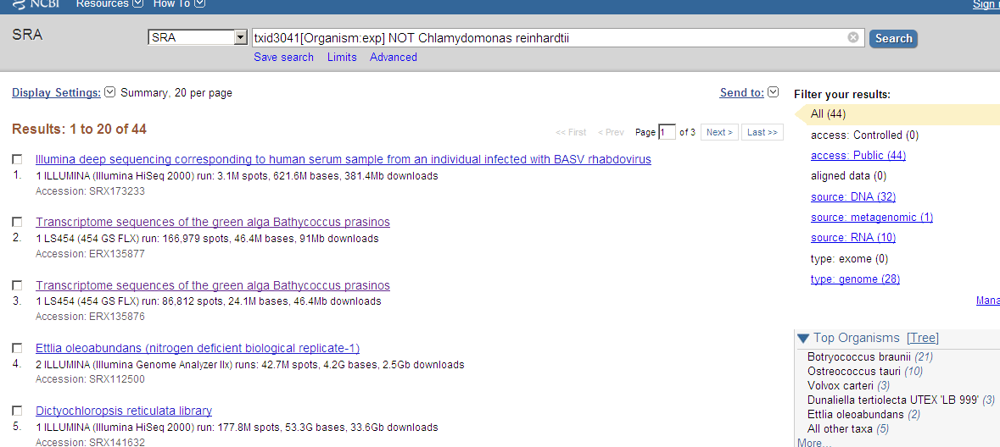 NCBI Resources How To Sign
SRA SRA txid3041[Organism:exp] NOT Chlamydomonas reinhardtii Search
Save search Limits Advanced
Display Settings: Summary, 20 per page Send to:
Results: 1 to 20 of 44 << First < Prev Page 1 of 3 Next > Last >>
1. Illumina deep sequencing corresponding to human serum sample from an individual infected with BASV rhabdovirus
1 ILLUMINA (Illumina HiSeq 2000) run: 3.1M spots, 621.6M bases, 381.4Mb downloads
Accession: SRX173233
2. Transcriptome sequences of the green alga Bathycoccus prasinos
1 LS454 (454 GS FLX) run: 166,979 spots, 46.4M bases, 91Mb downloads
Accession: ERX135877
3. Transcriptome sequences of the green alga Bathycoccus prasinos
1 LS454 (454 GS FLX) run: 86,812 spots, 24.1M bases, 46.4Mb downloads
Accession: ERX135876
4. Ettlia oleoabundans (nitrogen deficient biological replicate-1)
2 ILLUMINA (Illumina Genome Analyzer IIx) runs: 42.7M spots, 4.2G bases, 2.5Gb downloads
Accession: SRX112500
5. Dictyochloropsis reticulata library
1 ILLUMINA (Illumina HiSeq 2000) run: 177.8M spots, 53.3G bases, 33.6Gb downloads
Accession: SRX141632
Filter your results:
All (44)
access: Controlled (0)
access: Public (44)
aligned data (0)
source: DNA (32)
source: metagenomic (1)
source: RNA (10)
type: exome (0)
type: genome (28)
Mana
Top Organisms [Tree]
Botryococcus braunii (21)
Ostreococcus tauri (10)
Volvox carteri (3)
Dunaliella tertiolecta UTEX 'LB 999' (3)
Ettlia oleoabundans (2)
All other taxa (5)
More...